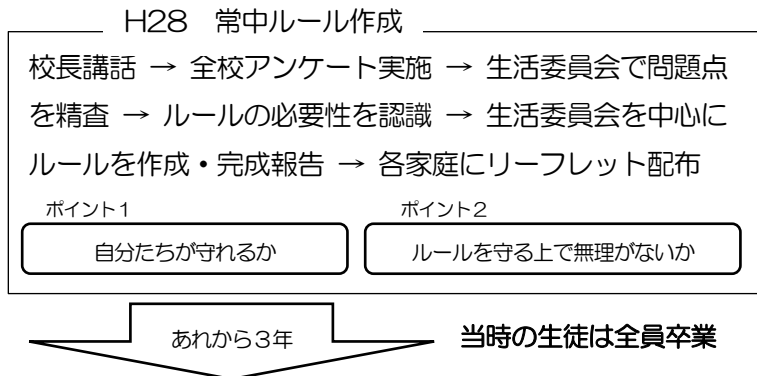 H28 常中ルール作成
校長講話 → 全校アンケート実施 → 生活委員会で問題点
を精査 → ルールの必要性を認識 → 生活委員会を中心に
ルールを作成・完成報告 → 各家庭にリーフレット配布
ポイント1 ポイント2
自分たちが守れるか ルールを守る上で無理がないか
あれから3年 当時の生徒は全員卒業